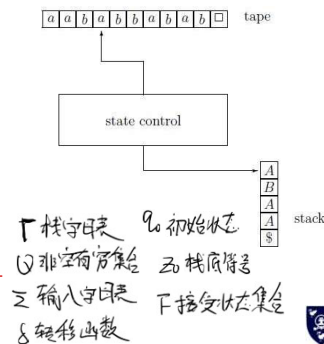 a a b a b b a b a b □ tape
state control
A
B
A
A
$
stack
Γ 栈字母表 q₀ 初始状态
Q 非空有穷集合 Z₀ 栈底符号
Σ 输入字母表 F 接受状态集合
δ 转移函数